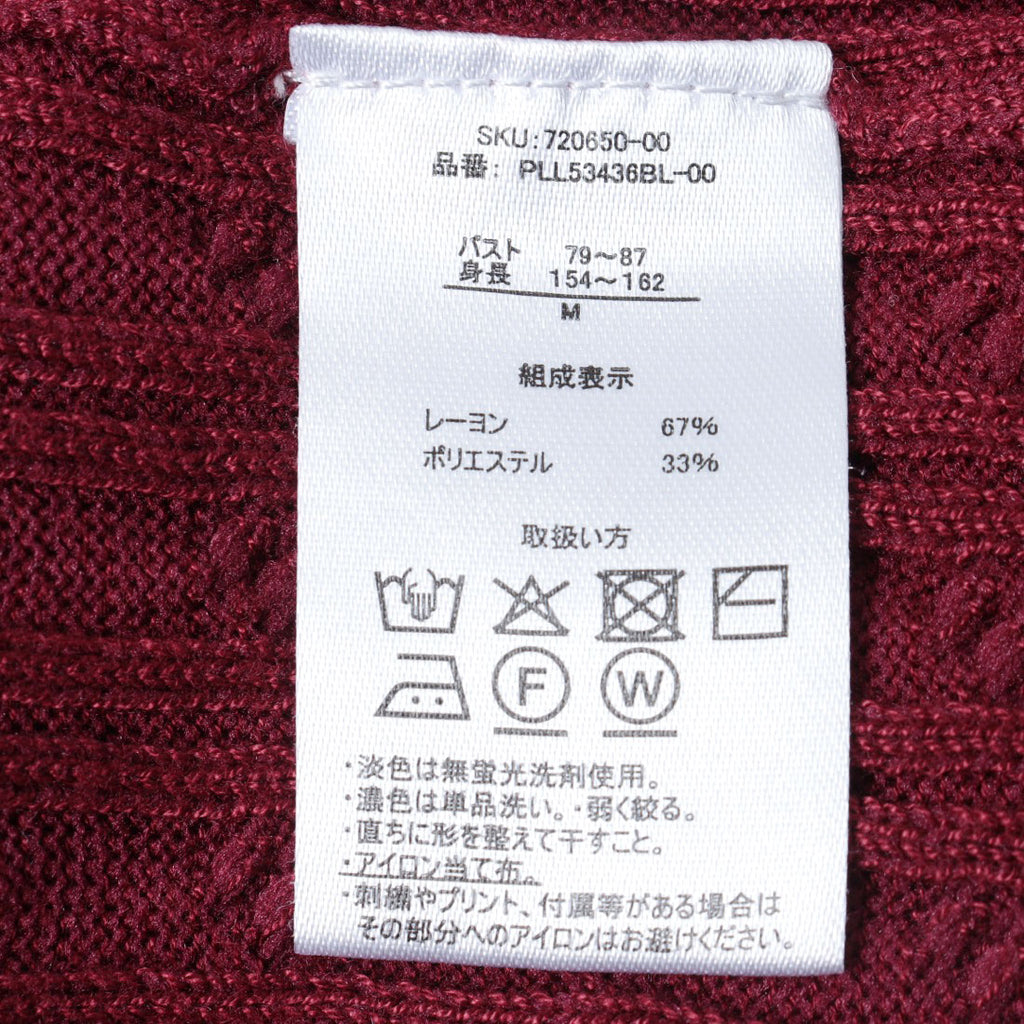 SKU:720650-00
品番: PLL53436BL-00
バスト 79～87
身長 154～162
M
組成表示
レーヨン 67%
ポリエステル 33%
取扱い方
F W
・淡色は無蛍光洗剤使用。
・濃色は単品洗い。・弱く絞る。
・直ちに形を整えて干すこと。
・アイロン当て布。
・刺繍やプリント、付属等がある場合は
その部分へのアイロンはお避けください。